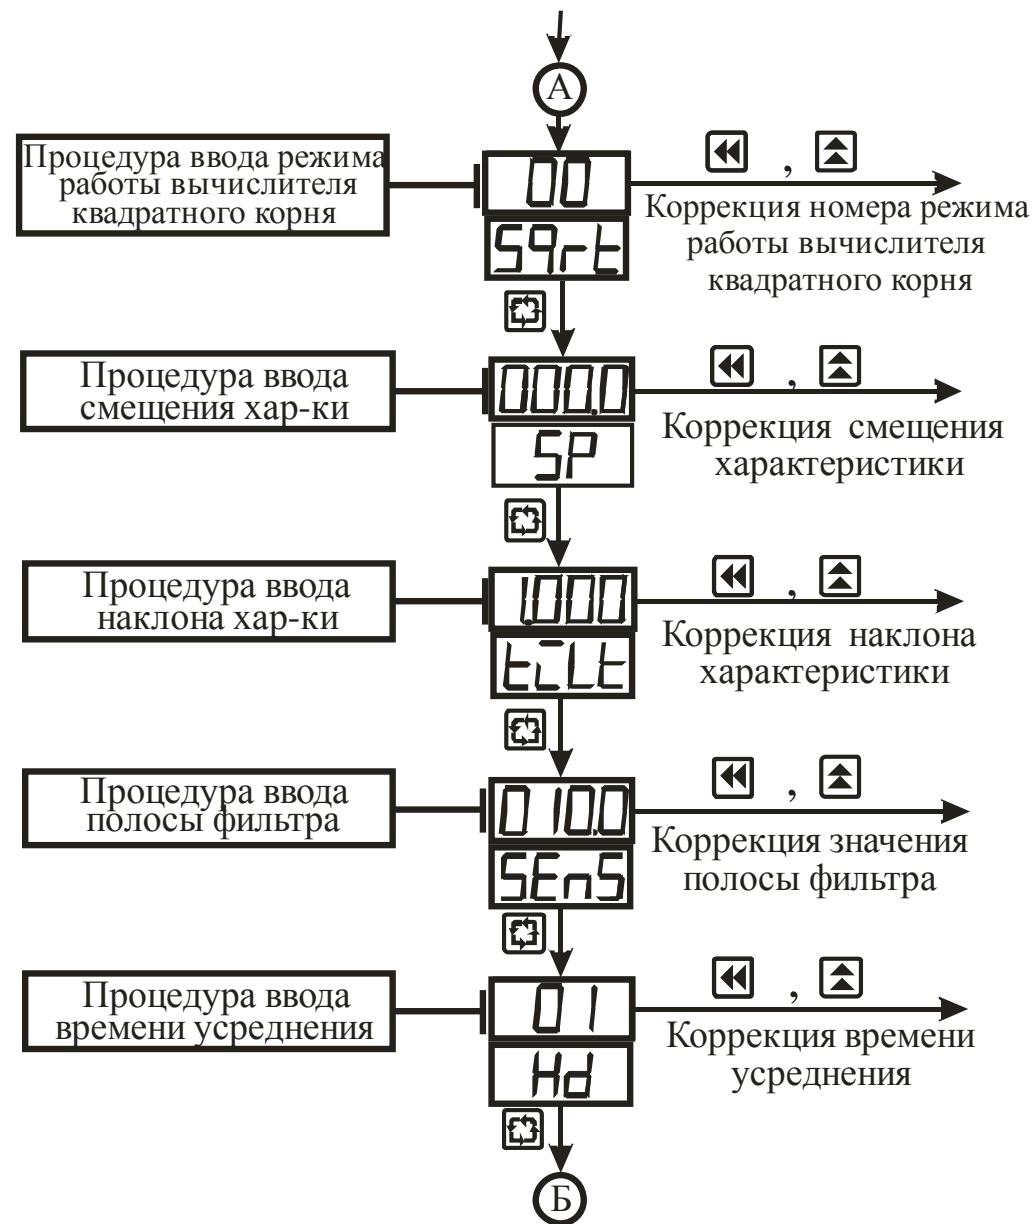 А
Процедура ввода режима
работы вычислителя
квадратного корня
00
Sqrt
,
Коррекция номера режима
работы вычислителя
квадратного корня
Процедура ввода
смещения хар-ки
000.0
SP
,
Коррекция смещения
характеристики
Процедура ввода
наклона хар-ки
1.000
tiLt
,
Коррекция наклона
характеристики
Процедура ввода
полосы фильтра
010.0
SEnS
,
Коррекция значения
полосы фильтра
Процедура ввода
времени усреднения
01
Hd
,
Коррекция времени
усреднения
Б